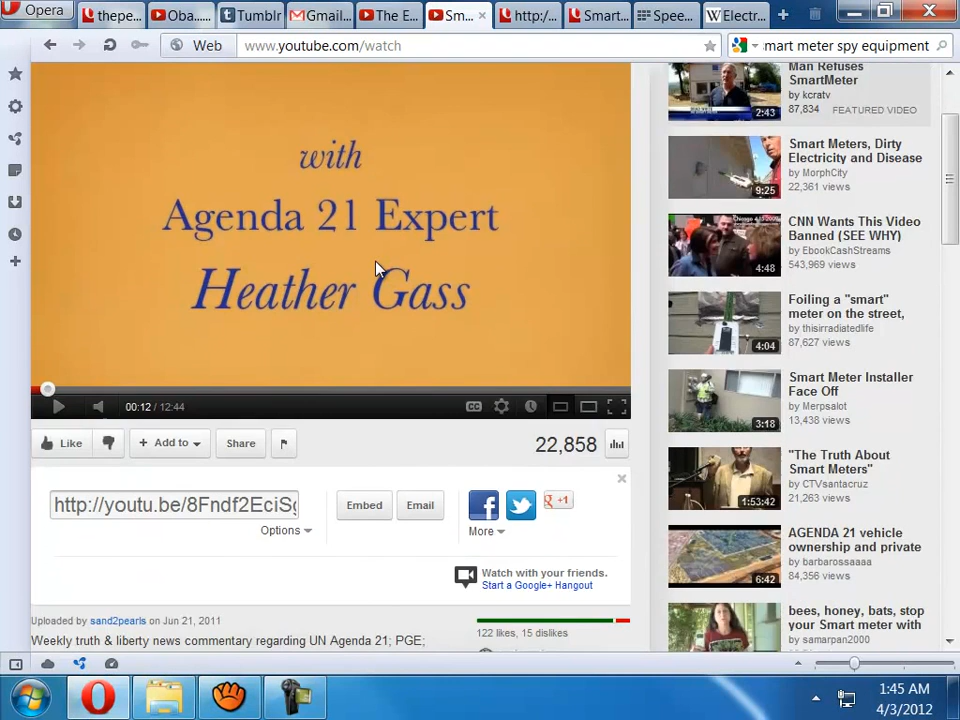 Opera
thepe...
Oba.....
Tumblr
Gmail...
The E...
Sm...
http:/...
Smart...
Spee...
Electr...
Web
www.youtube.com/watch
mart meter spy equipment
with
Agenda 21 Expert
Heather Gass
00:12 / 12:44
CC
Like
+ Add to
Share
22,858
http://youtu.be/8Fndf2EciS
Options
Embed
Email
+1
More
Watch with your friends.
Start a Google+ Hangout
Uploaded by sand2pearls on Jun 21, 2011
122 likes, 15 dislikes
Weekly truth & liberty news commentary regarding UN Agenda 21; PGE;
Man Refuses
SmartMeter
by kcratv
87,834 FEATURED VIDEO
2:43
Smart Meters, Dirty
Electricity and Disease
by MorphCity
22,361 views
9:25
CNN Wants This Video
Banned (SEE WHY)
by EbookCashStreams
543,969 views
4:48
Foiling a "smart"
meter on the street,
by thisirradiatedlife
87,627 views
4:04
Smart Meter Installer
Face Off
by Merpsalot
13,438 views
3:18
"The Truth About
Smart Meters"
by CTVsantacruz
21,263 views
1:53:42
AGENDA 21 vehicle
ownership and private
by barbarossaaaa
84,356 views
6:42
bees, honey, bats, stop
your Smart meter with
by samarpan2000
1:45 AM
4/3/2012